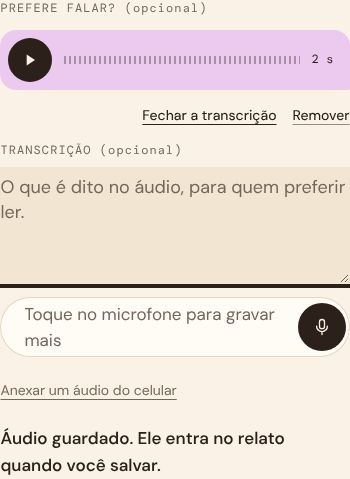 PREFERE FALAR? (opcional)
2 s
Fechar a transcrição Remover
TRANSCRIÇÃO (opcional)
O que é dito no áudio, para quem preferir
ler.
Toque no microfone para gravar
mais
Anexar um áudio do celular
Áudio guardado. Ele entra no relato
quando você salvar.